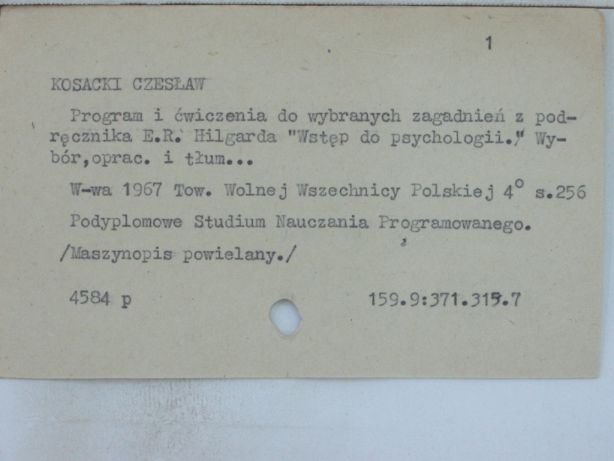 1
KOSACKI CZESŁAW
Program i ćwiczenia do wybranych zagadnień z pod-
ręcznika E.R. Hilgarda "Wstęp do psychologii." Wy-
bór,oprac. i tłum...
W-wa 1967 Tow. Wolnej Wszechnicy Polskiej 4° s.256
Podyplomowe Studium Nauczania Programowanego.
/Maszynopis powielany./
4584 p 159.9:371.315.7